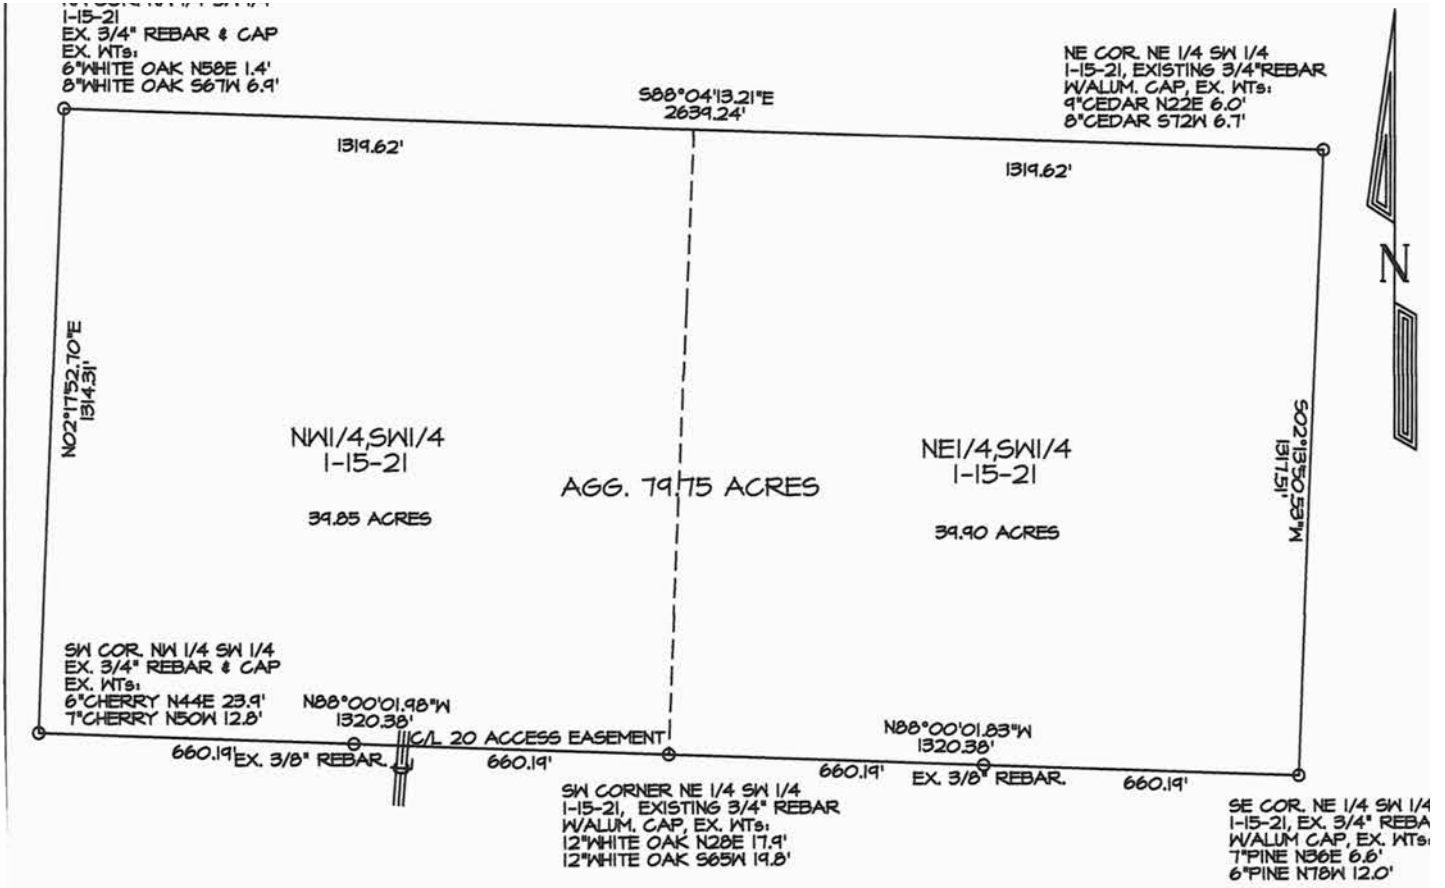 1-15-21
EX. 3/4" REBAR & CAP
EX. WTs:
6"WHITE OAK N58E 1.4'
8"WHITE OAK S67W 6.9'
S88°04'13.21"E
2639.24'
NE COR. NE 1/4 SW 1/4
1-15-21, EXISTING 3/4"REBAR
W/ALUM. CAP, EX. WTs:
9"CEDAR N22E 6.0'
8"CEDAR S72W 6.7'
1319.62'
1319.62'
N
N02°17'52.70"E
1314.31'
NW1/4,SW1/4
1-15-21
39.85 ACRES
AGG. 79.75 ACRES
NE1/4,SW1/4
1-15-21
39.90 ACRES
S02°13'50.53"W
1317.51'
SW COR. NW 1/4 SW 1/4
EX. 3/4" REBAR & CAP
EX. WTs:
6"CHERRY N44E 23.9'
7"CHERRY N50W 12.8'
N88°00'01.98"W
1320.38'
C/L 20 ACCESS EASEMENT
660.19'
EX. 3/8" REBAR.
660.19'
N88°00'01.83"W
1320.38'
660.19'
EX. 3/8" REBAR.
660.19'
SW CORNER NE 1/4 SW 1/4
1-15-21, EXISTING 3/4" REBAR
W/ALUM. CAP, EX. WTs:
12"WHITE OAK N28E 17.9'
12"WHITE OAK S65W 19.8'
SE COR. NE 1/4 SW 1/4
1-15-21, EX. 3/4" REBA
W/ALUM CAP, EX. WTs:
7"PINE N36E 6.6'
6"PINE N78W 12.0'